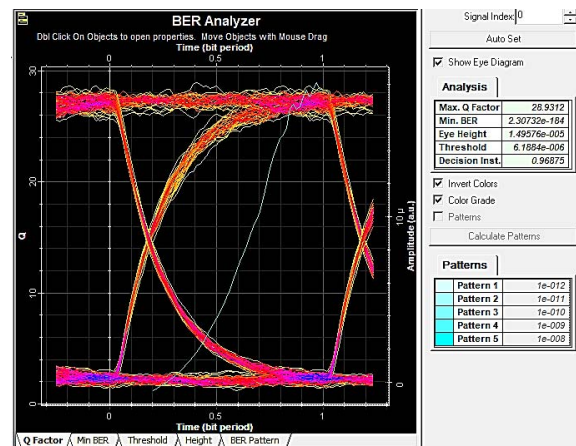 BER Analyzer
Dbl Click On Objects to open properties. Move Objects with Mouse Drag
Time (bit period)
0 0.5 1
30
20
10
0
Q
10 µ
0
Amplitude (a.u.)
0 0.5 1
Time (bit period)
Q Factor Min BER Threshold Height BER Pattern
Signal Index: 0
Auto Set
Show Eye Diagram
Analysis
Max. Q Factor 28.9312
Min. BER 2.30732e-184
Eye Height 1.49576e-005
Threshold 6.1884e-006
Decision Inst. 0.96875
Invert Colors
Color Grade
Patterns
Calculate Patterns
Patterns
Pattern 1 1e-012
Pattern 2 1e-011
Pattern 3 1e-010
Pattern 4 1e-009
Pattern 5 1e-008